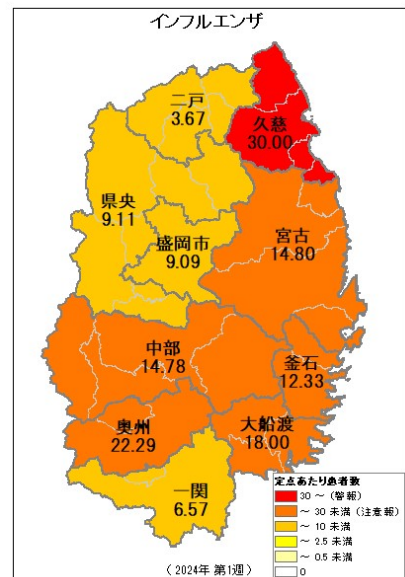 インフルエンザ
二戸
3.67
久慈
30.00
県央
9.11
盛岡市
9.09
宮古
14.80
中部
14.78
釜石
12.33
奥州
22.29
大船渡
18.00
一関
6.57
定点あたり患者数
30 ～ (警報)
～ 30 未満 (注意報)
～ 10 未満
～ 2.5 未満
～ 0.5 未満
0
( 2024年 第1週 )